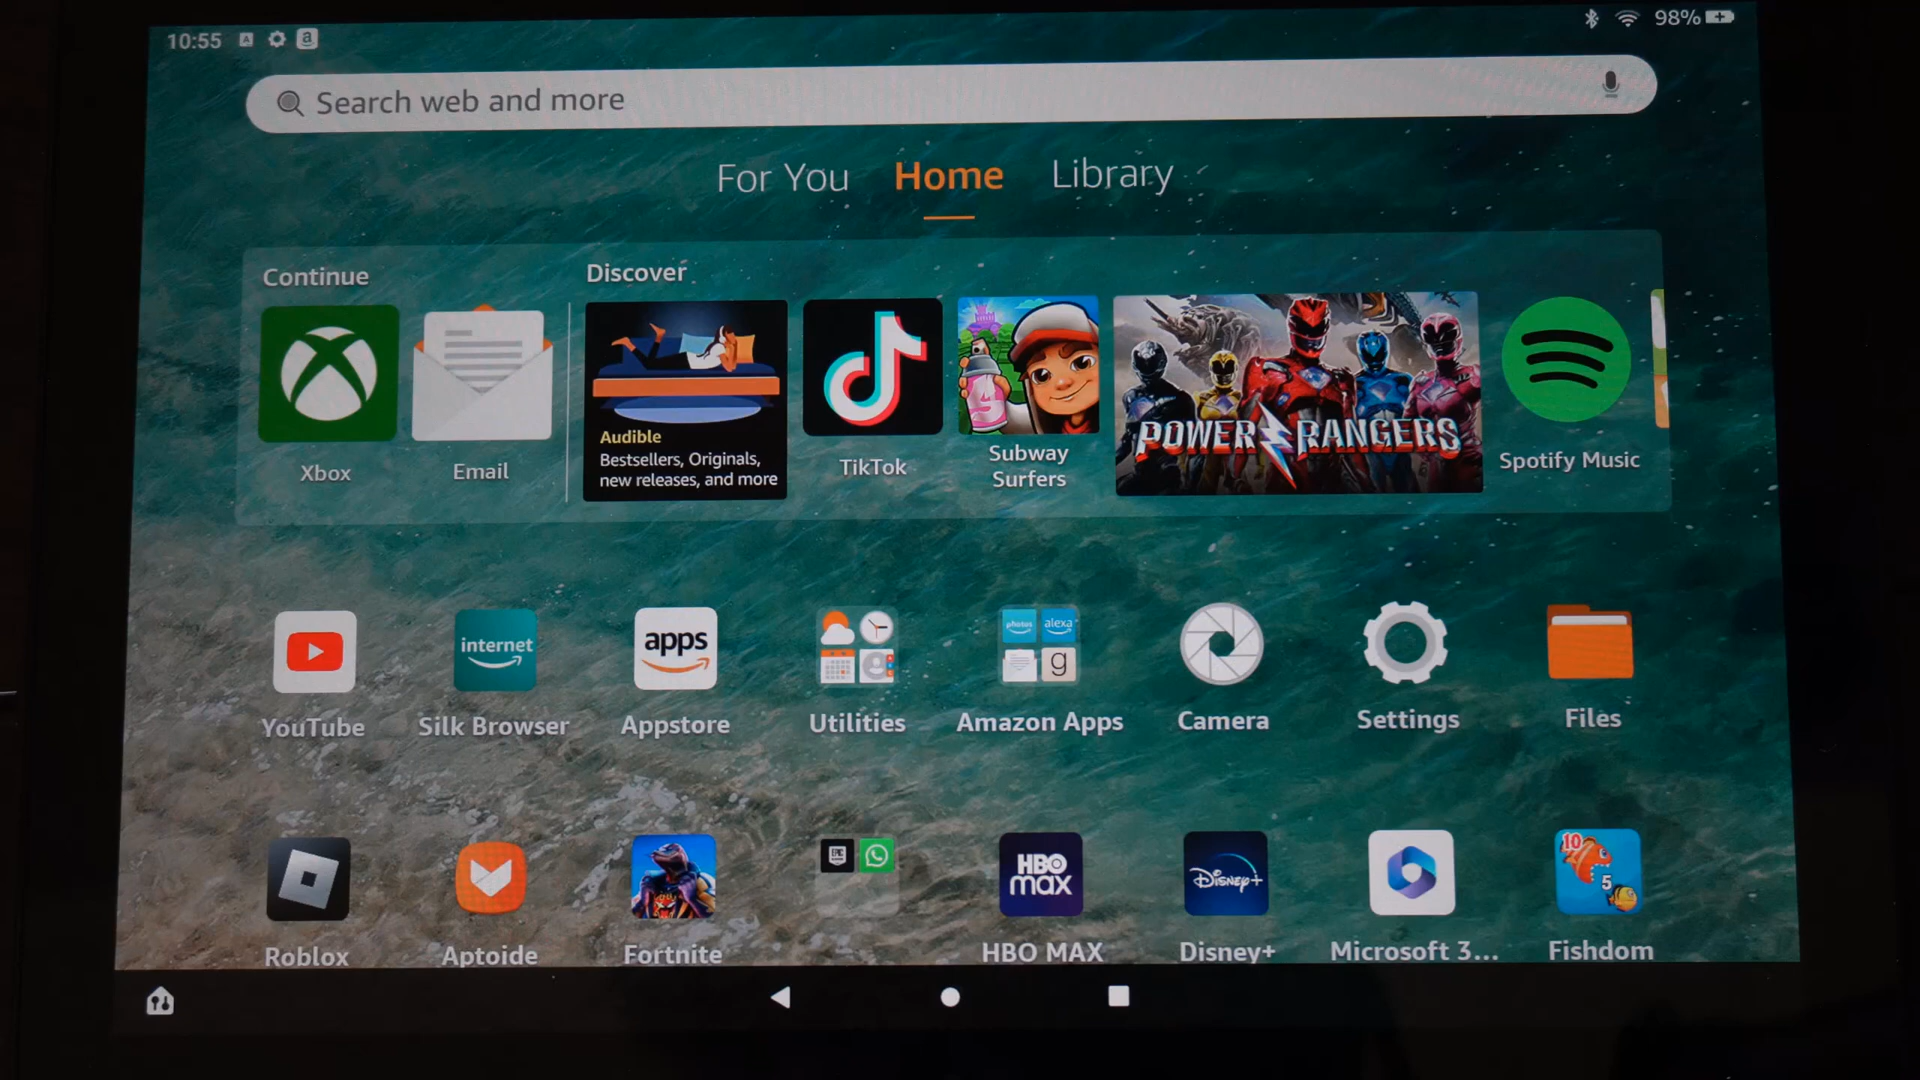 10:55
98%
Search web and more
For You Home Library
Continue
Discover
Xbox
Email
Audible
Bestsellers, Originals,
new releases, and more
TikTok
Subway
Surfers
POWER RANGERS
Spotify Music
YouTube
internet
Silk Browser
apps
Appstore
Utilities
photos
alexa
g
Amazon Apps
Camera
Settings
Files
Roblox
Aptoide
Fortnite
EPIC
HBO
max
HBO MAX
Disney+
Disney+
Microsoft 3...
10
5
Fishdom